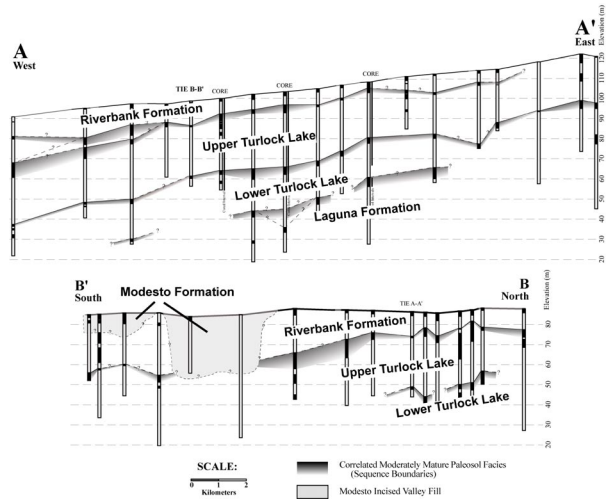 A
West
A'
East
Elevation (m)
TIE B-B'
CORE
CORE
CORE
120
110
100
90
80
70
60
50
40
30
20
Riverbank Formation
Upper Turlock Lake
Lower Turlock Lake
Laguna Formation
B'
South
B
North
Elevation (m)
Modesto Formation
TIE A-A'
80
70
60
50
40
30
20
Riverbank Formation
Upper Turlock Lake
Lower Turlock Lake
SCALE:
0 1 2
Kilometers
Correlated Moderately Mature Paleosol Facies
(Sequence Boundaries)
Modesto Incised Valley Fill